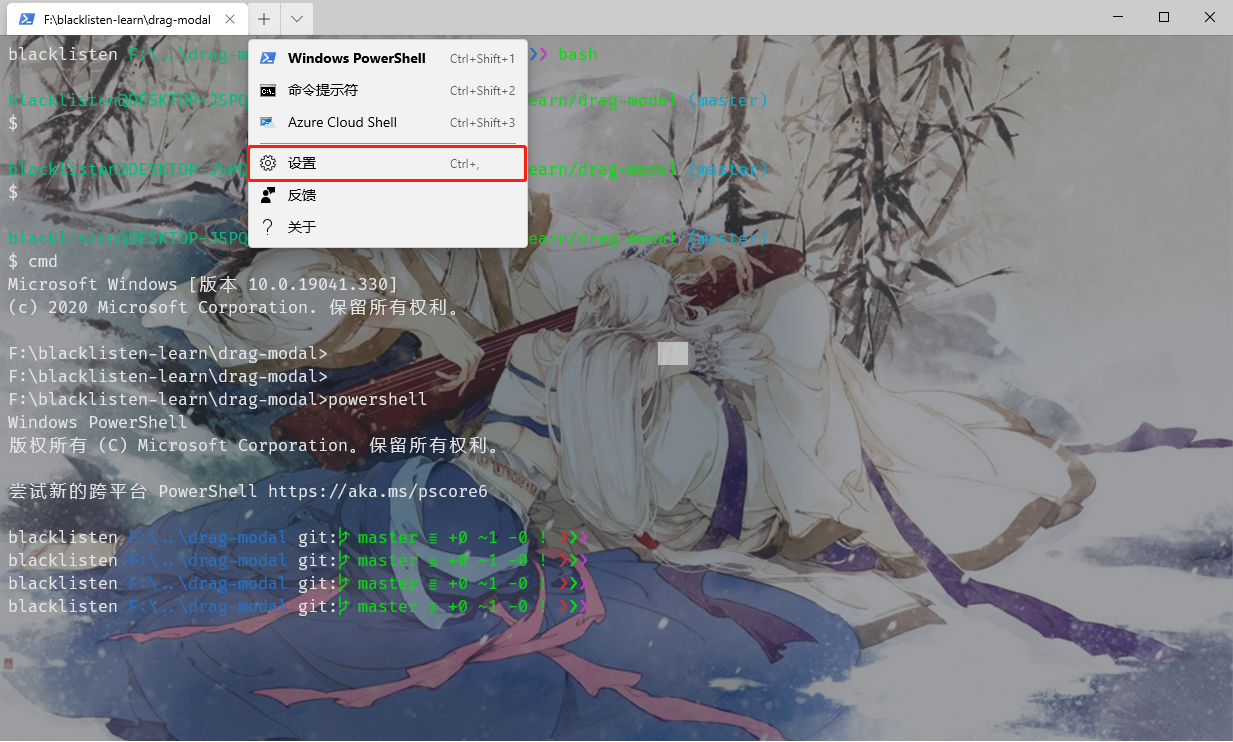 F:\blacklisten-learn\drag-modal
blacklisten F:\..\drag-m ❯❯ bash
Windows PowerShell Ctrl+Shift+1
命令提示符 Ctrl+Shift+2
Azure Cloud Shell Ctrl+Shift+3
设置 Ctrl+,
反馈
关于
blacklisten@DESKTOP-J5PQ earn/drag-modal (master)
$
blacklisten@DESKTOP-J5PQ earn/drag-modal (master)
$
blacklisten@DESKTOP-J5PQ earn/drag-modal (master)
$ cmd
Microsoft Windows [版本 10.0.19041.330]
(c) 2020 Microsoft Corporation. 保留所有权利。
F:\blacklisten-learn\drag-modal>
F:\blacklisten-learn\drag-modal>
F:\blacklisten-learn\drag-modal>powershell
Windows PowerShell
版权所有 (C) Microsoft Corporation。保留所有权利。
尝试新的跨平台 PowerShell https://aka.ms/pscore6
blacklisten F:\..\drag-modal git: master ≡ +0 ~1 -0 ! ❯❯❯
blacklisten F:\..\drag-modal git: master ≡ +0 ~1 -0 ! ❯❯❯
blacklisten F:\..\drag-modal git: master ≡ +0 ~1 -0 ! ❯❯❯
blacklisten F:\..\drag-modal git: master ≡ +0 ~1 -0 ! ❯❯❯